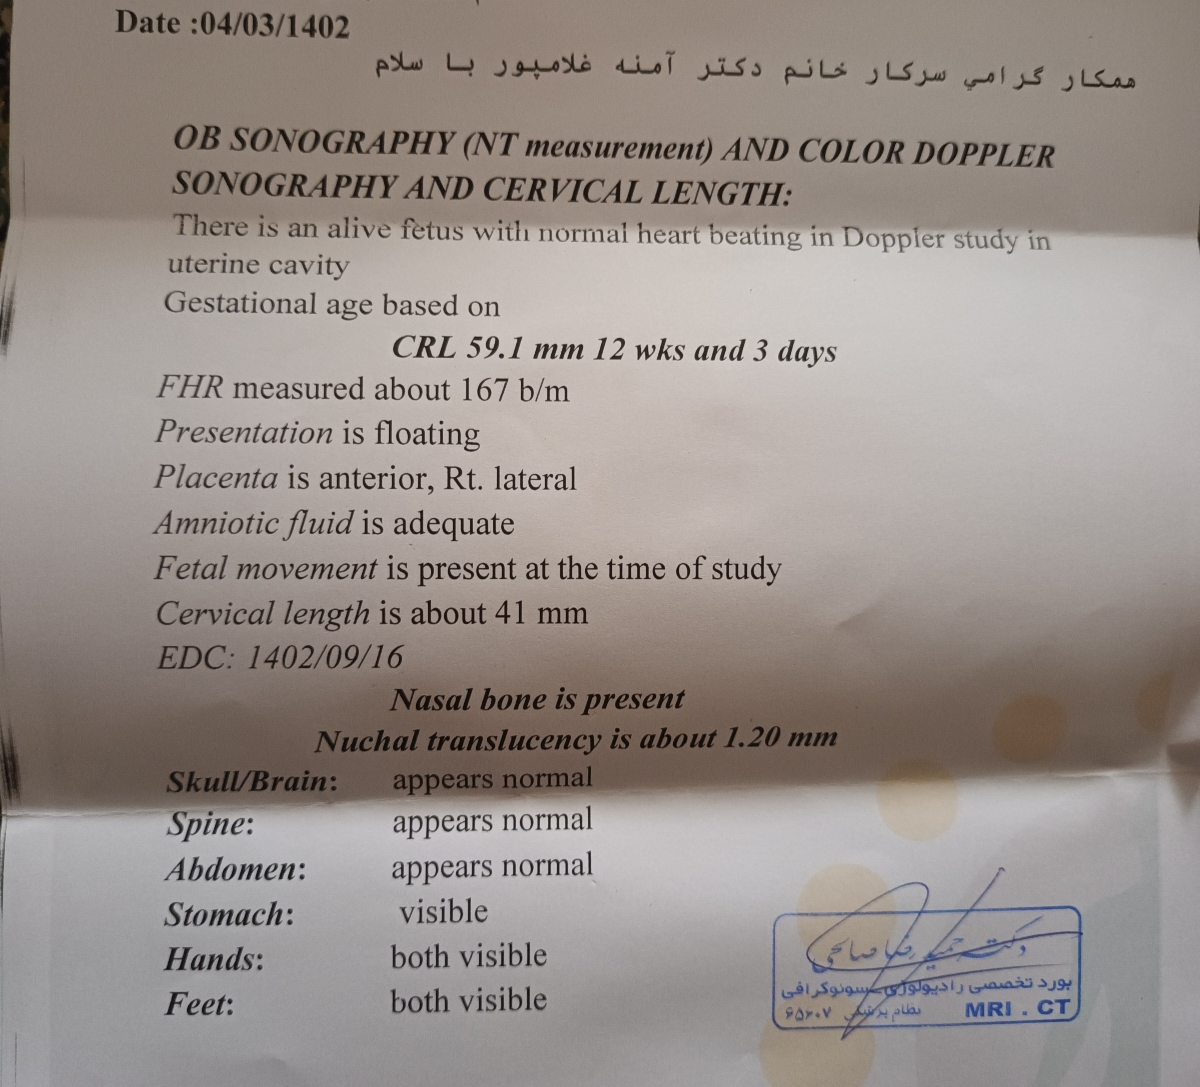 Date :04/03/1402
همکار گرامي سرکار خانم دکتر آمنه غلامپور با سلام
OB SONOGRAPHY (NT measurement) AND COLOR DOPPLER
SONOGRAPHY AND CERVICAL LENGTH:
There is an alive fetus with normal heart beating in Doppler study in
uterine cavity
Gestational age based on
CRL 59.1 mm 12 wks and 3 days
FHR measured about 167 b/m
Presentation is floating
Placenta is anterior, Rt. lateral
Amniotic fluid is adequate
Fetal movement is present at the time of study
Cervical length is about 41 mm
EDC: 1402/09/16
Nasal bone is present
Nuchal translucency is about 1.20 mm
Skull/Brain: appears normal
Spine: appears normal
Abdomen: appears normal
Stomach: visible
Hands: both visible
Feet: both visible
دکتر حمیدرضا صالحی
بورد تخصصی رادیولوژی سونوگرافی
MRI . CT نظام پزشکی ۶۵۶۰۷